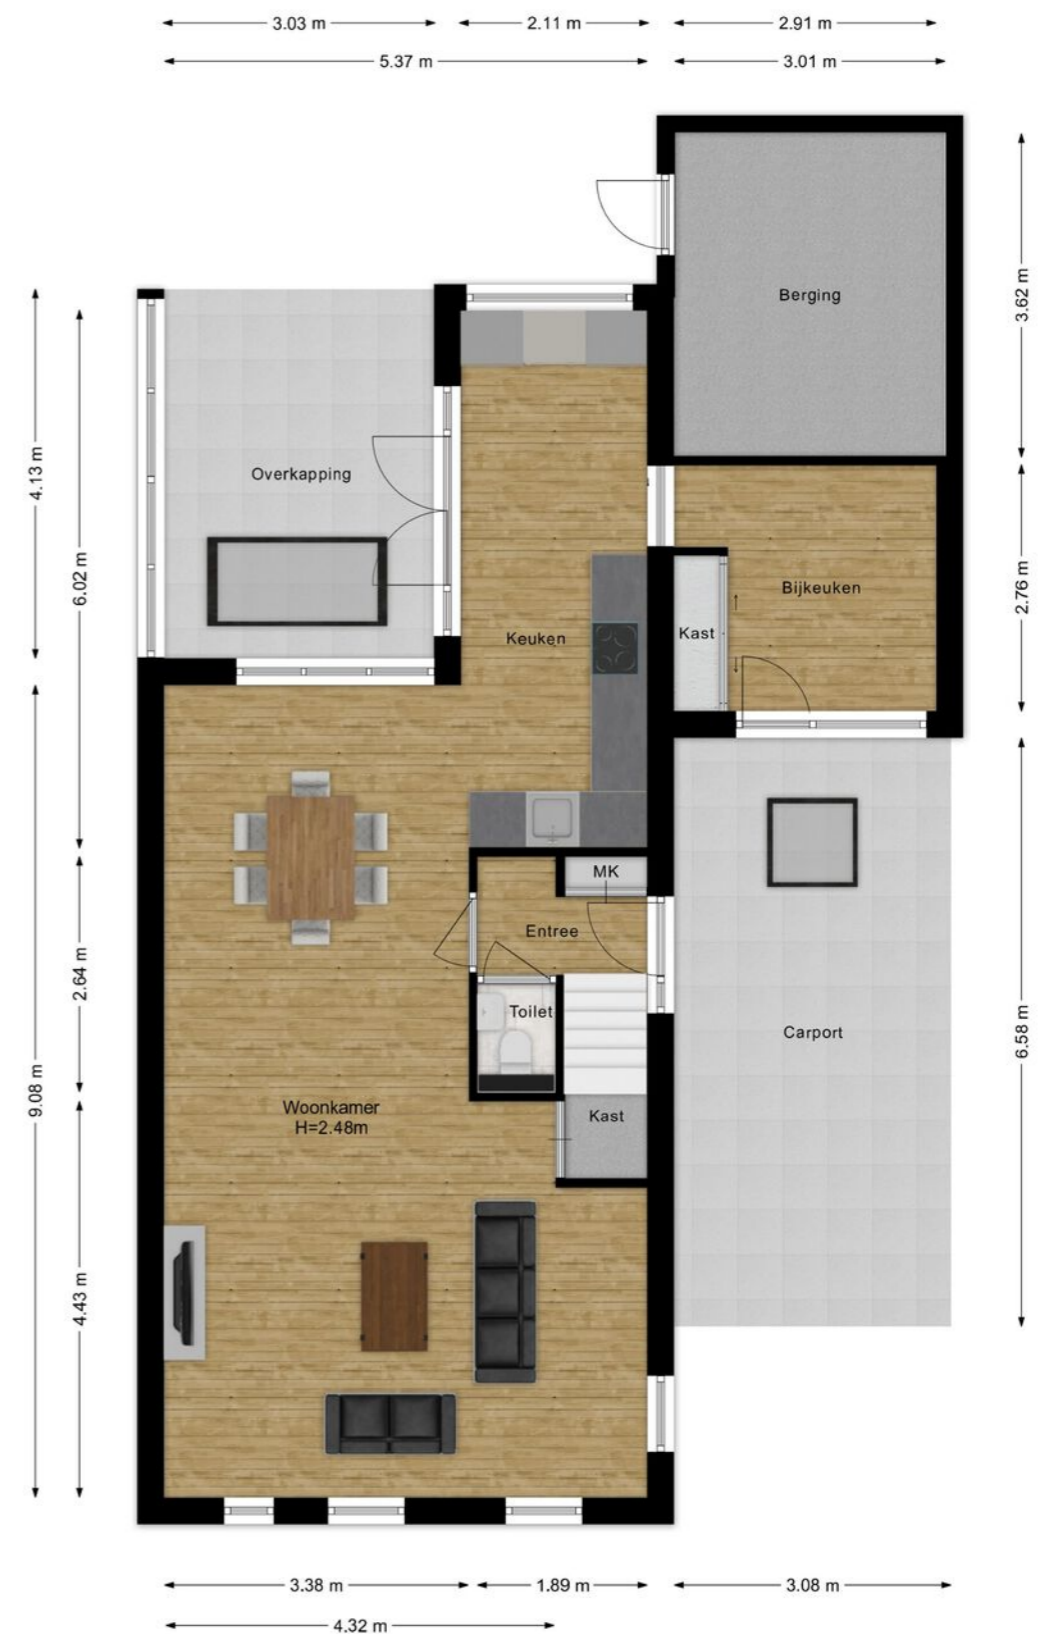 3.03 m
2.11 m
2.91 m
5.37 m
3.01 m
Berging
3.62 m
4.13 m
Overkapping
6.02 m
2.76 m
Bijkeuken
Kast
Keuken
MK
Entree
2.64 m
Toilet
Carport
6.58 m
9.08 m
Woonkamer
H=2.48m
Kast
4.43 m
3.38 m
1.89 m
3.08 m
4.32 m